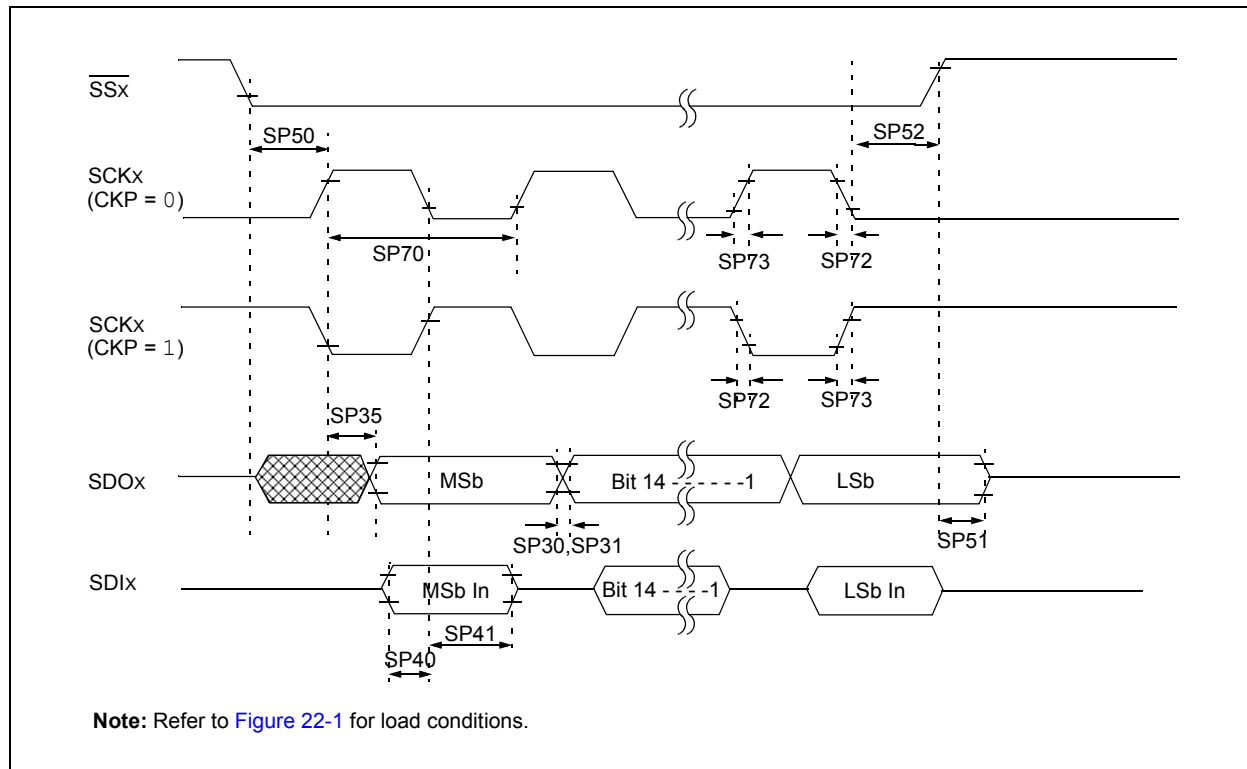 SSx
SP50
SP52
SCKx
(CKP = 0)
SP70
SP73
SP72
SCKx
(CKP = 1)
SP72
SP73
SP35
SDOx
MSb
Bit 14 - - - - - -1
LSb
SP30,SP31
SP51
SDIx
MSb In
Bit 14 - - - -1
LSb In
SP41
SP40
Note: Refer to Figure 22-1 for load conditions.